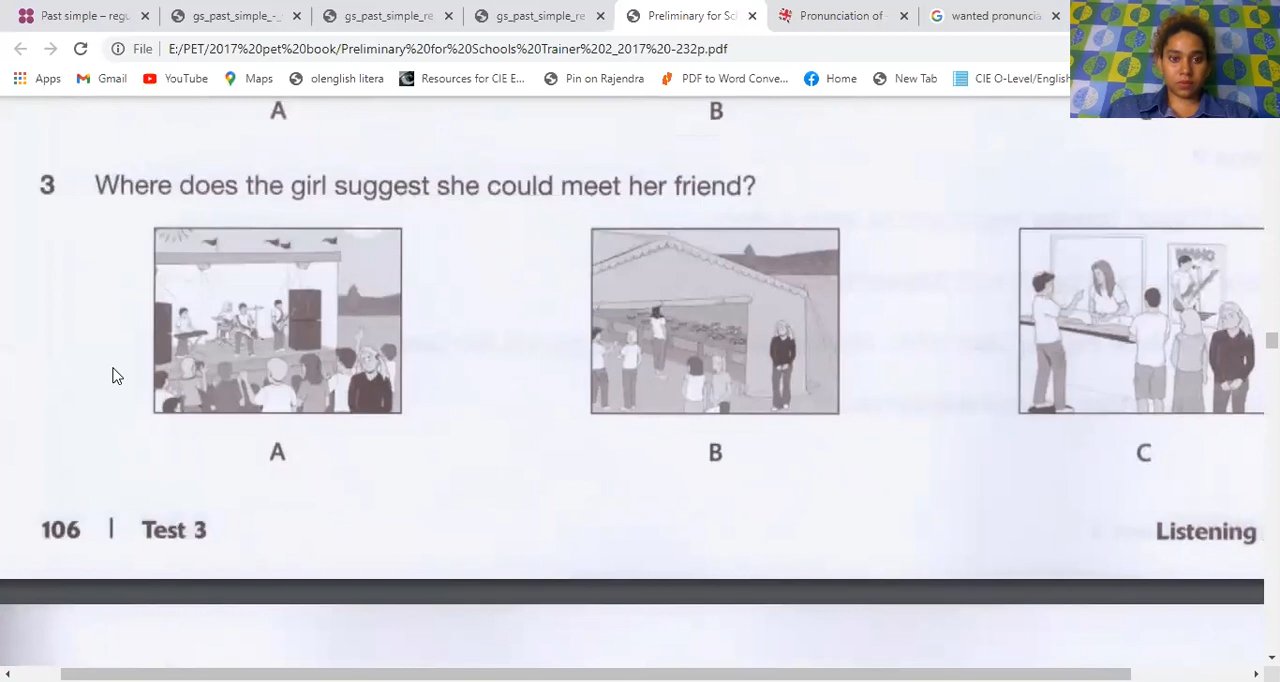 Past simple – regu
gs_past_simple_-_
gs_past_simple_re
gs_past_simple_re
Preliminary for Sc
Pronunciation of
wanted pronuncia
File
E:/PET/2017%20pet%20book/Preliminary%20for%20Schools%20Trainer%202_2017%20-232p.pdf
Apps
Gmail
YouTube
Maps
olenglish litera
Resources for CIE E...
Pin on Rajendra
PDF to Word Conve...
Home
New Tab
CIE O-Level/English
A
B
3 Where does the girl suggest she could meet her friend?
A
B
C
106 | Test 3
Listening